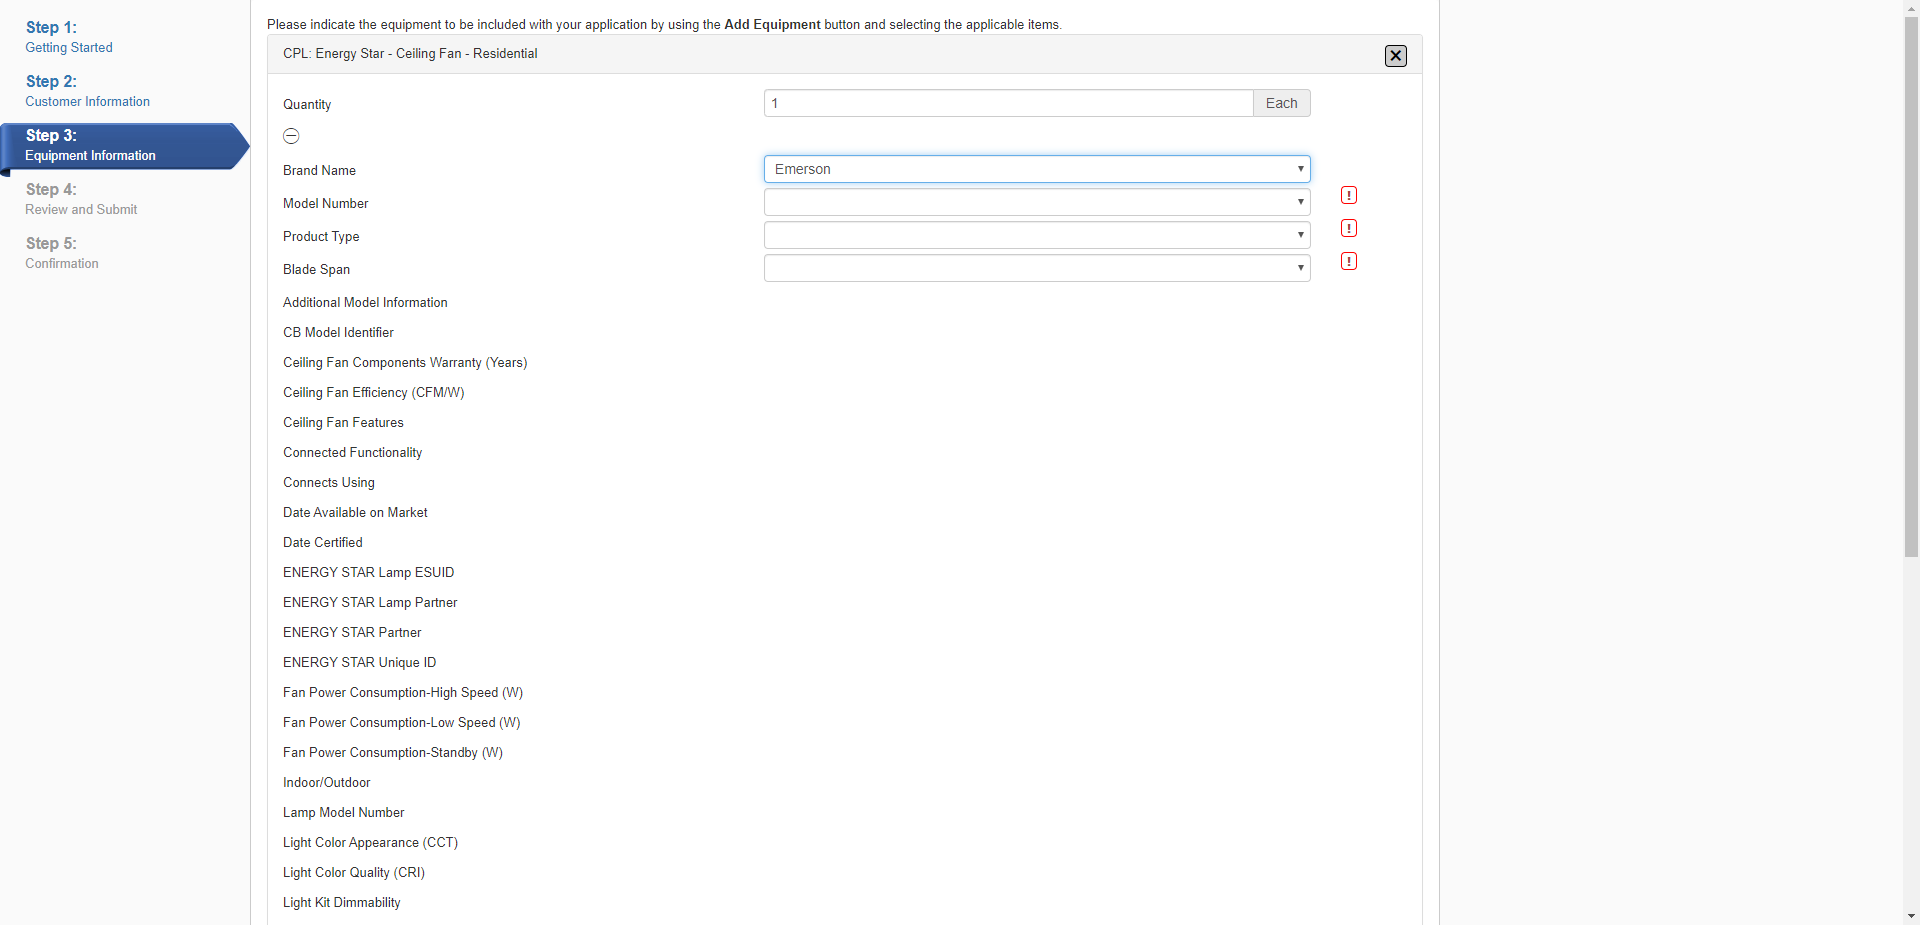 Step 1:
Getting Started
Step 2:
Customer Information
Step 3:
Equipment Information
Step 4:
Review and Submit
Step 5:
Confirmation
Please indicate the equipment to be included with your application by using the Add Equipment button and selecting the applicable items.
CPL: Energy Star - Ceiling Fan - Residential
Quantity 1 Each
Brand Name Emerson
Model Number !
Product Type !
Blade Span !
Additional Model Information
CB Model Identifier
Ceiling Fan Components Warranty (Years)
Ceiling Fan Efficiency (CFM/W)
Ceiling Fan Features
Connected Functionality
Connects Using
Date Available on Market
Date Certified
ENERGY STAR Lamp ESUID
ENERGY STAR Lamp Partner
ENERGY STAR Partner
ENERGY STAR Unique ID
Fan Power Consumption-High Speed (W)
Fan Power Consumption-Low Speed (W)
Fan Power Consumption-Standby (W)
Indoor/Outdoor
Lamp Model Number
Light Color Appearance (CCT)
Light Color Quality (CRI)
Light Kit Dimmability